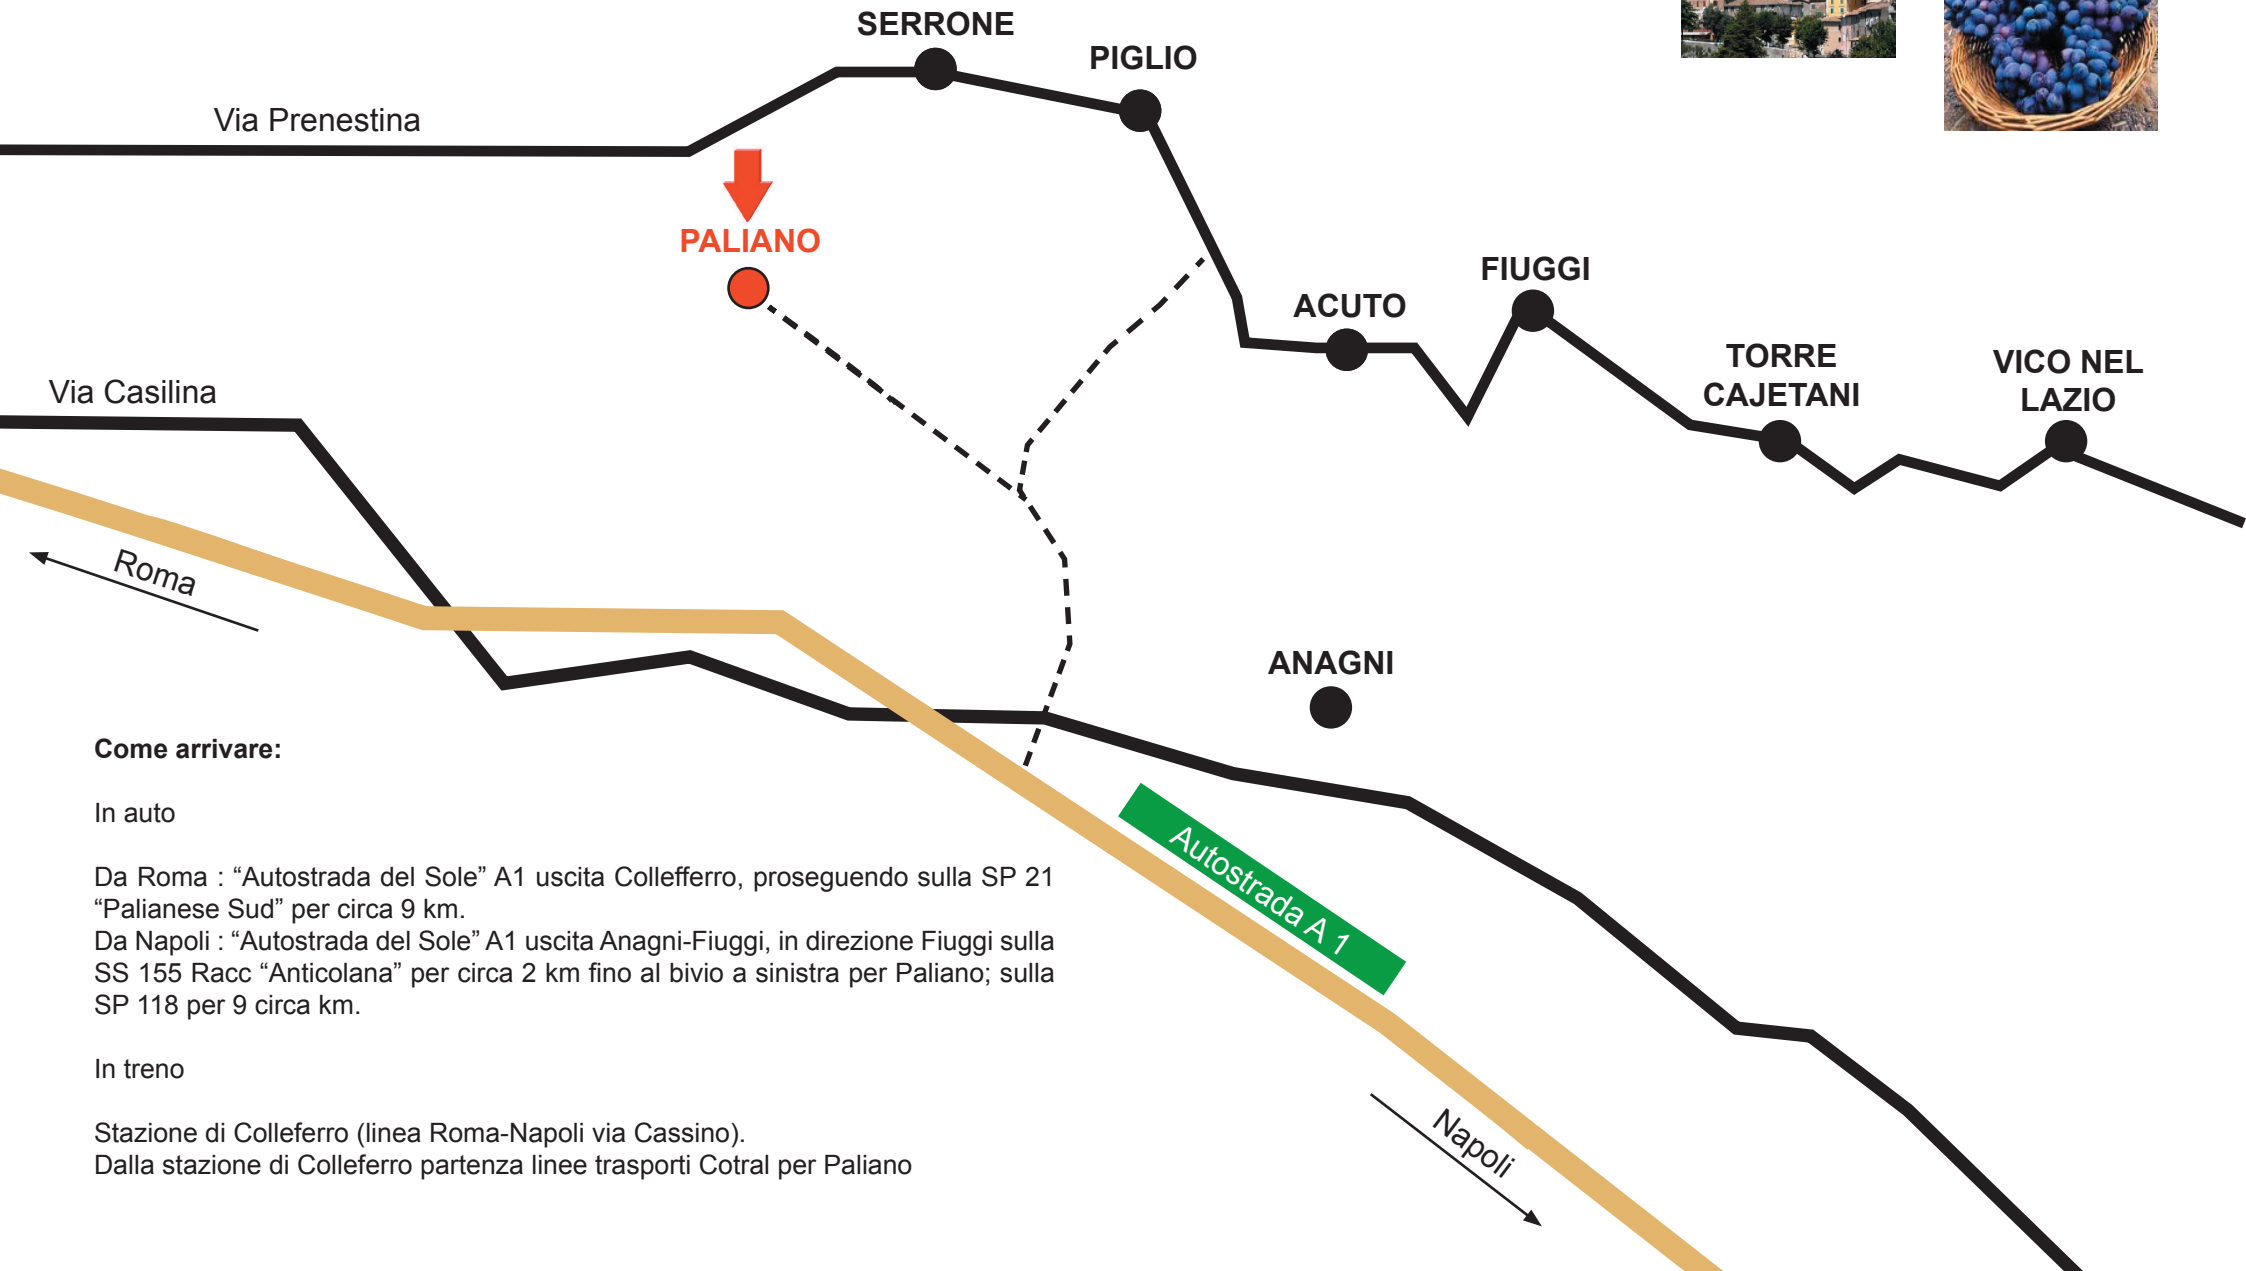 SERRONE
PIGLIO
Via Prenestina
PALIANO
FIUGGI
ACUTO
TORRE
CAJETANI
VICO NEL
LAZIO
Via Casilina
Roma
ANAGNI
Autostrada A 1
Napoli
Come arrivare:
In auto
Da Roma : “Autostrada del Sole” A1 uscita Collefferro, proseguendo sulla SP 21
“Palianese Sud” per circa 9 km.
Da Napoli : “Autostrada del Sole” A1 uscita Anagni-Fiuggi, in direzione Fiuggi sulla
SS 155 Racc “Anticolana” per circa 2 km fino al bivio a sinistra per Paliano; sulla
SP 118 per 9 circa km.
In treno
Stazione di Colleferro (linea Roma-Napoli via Cassino).
Dalla stazione di Colleferro partenza linee trasporti Cotral per Paliano